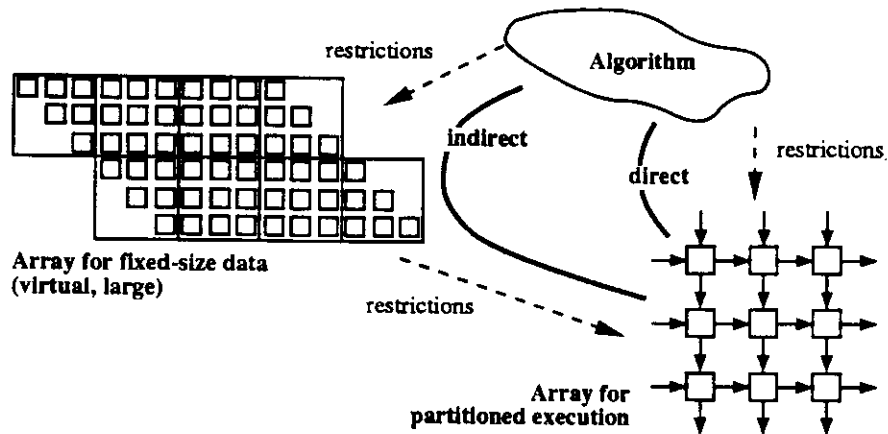 restrictions
Algorithm
indirect
direct
restrictions
Array for fixed-size data
(virtual, large)
restrictions
Array for
partitioned execution